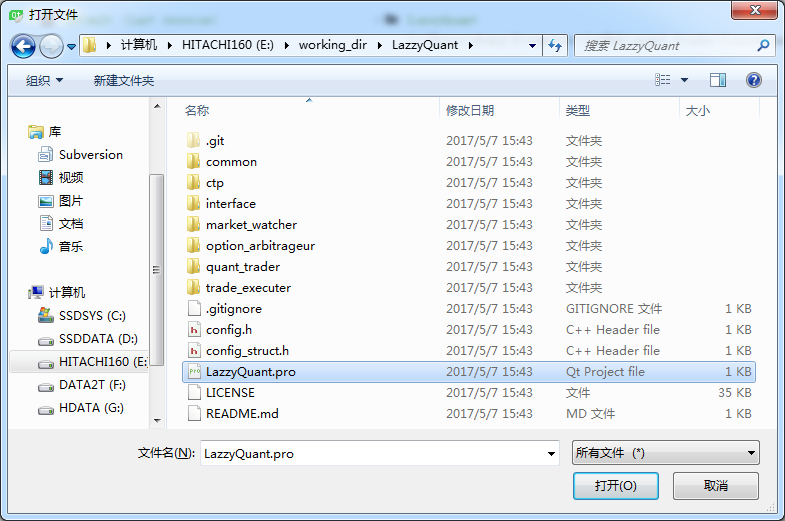 打开文件
计算机 HITACHI160 (E:) working_dir LazzyQuant
搜索 LazzyQuant
组织 新建文件夹
库
Subversion
视频
图片
文档
音乐
计算机
SSDSYS (C:)
SSDDATA (D:)
HITACHI160 (E:
DATA2T (F:)
HDATA (G:)
名称 修改日期 类型 大小
.git 2017/5/7 15:43 文件夹
common 2017/5/7 15:43 文件夹
ctp 2017/5/7 15:43 文件夹
interface 2017/5/7 15:43 文件夹
market_watcher 2017/5/7 15:43 文件夹
option_arbitrageur 2017/5/7 15:43 文件夹
quant_trader 2017/5/7 15:43 文件夹
trade_executer 2017/5/7 15:43 文件夹
.gitignore 2017/5/7 15:43 GITIGNORE 文件 1 KB
config.h 2017/5/7 15:43 C++ Header file 1 KB
config_struct.h 2017/5/7 15:43 C++ Header file 1 KB
LazzyQuant.pro 2017/5/7 15:43 Qt Project file 1 KB
LICENSE 2017/5/7 15:43 文件 35 KB
README.md 2017/5/7 15:43 MD 文件 1 KB
文件名(N): LazzyQuant.pro 所有文件 (*)
打开(O) 取消